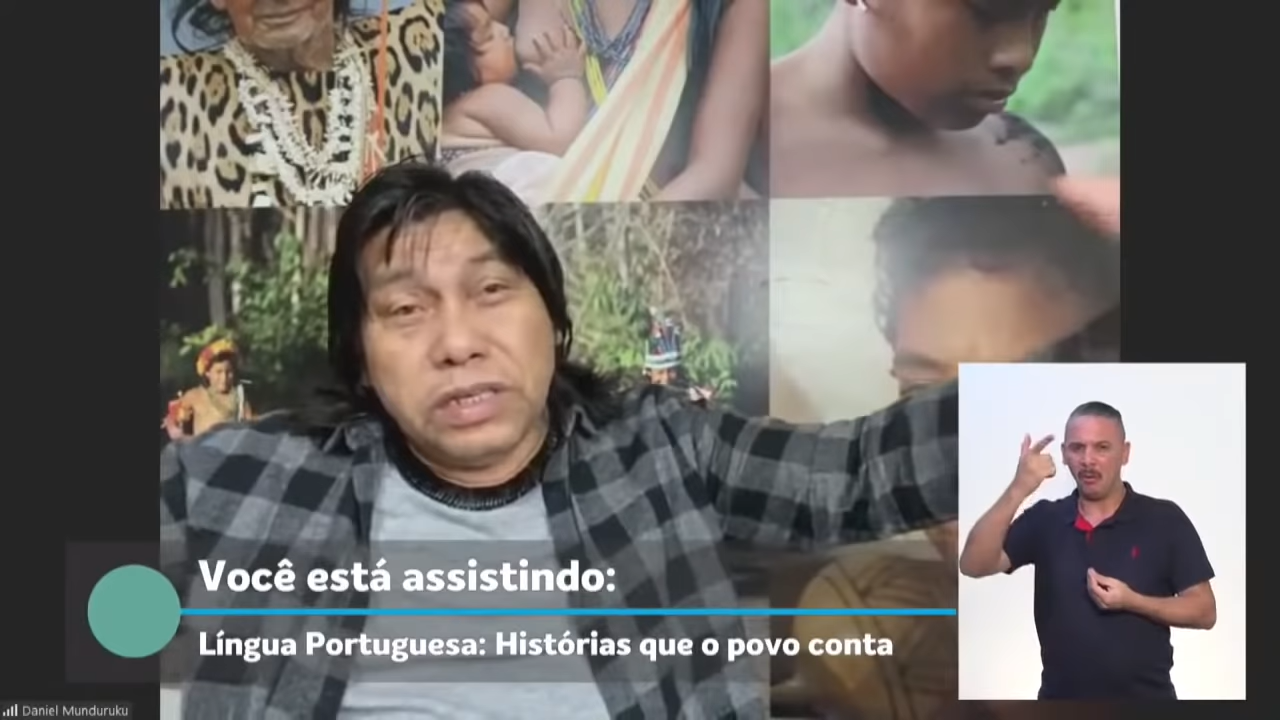 Você está assistindo:
Língua Portuguesa: Histórias que o povo conta
Daniel Munduruku